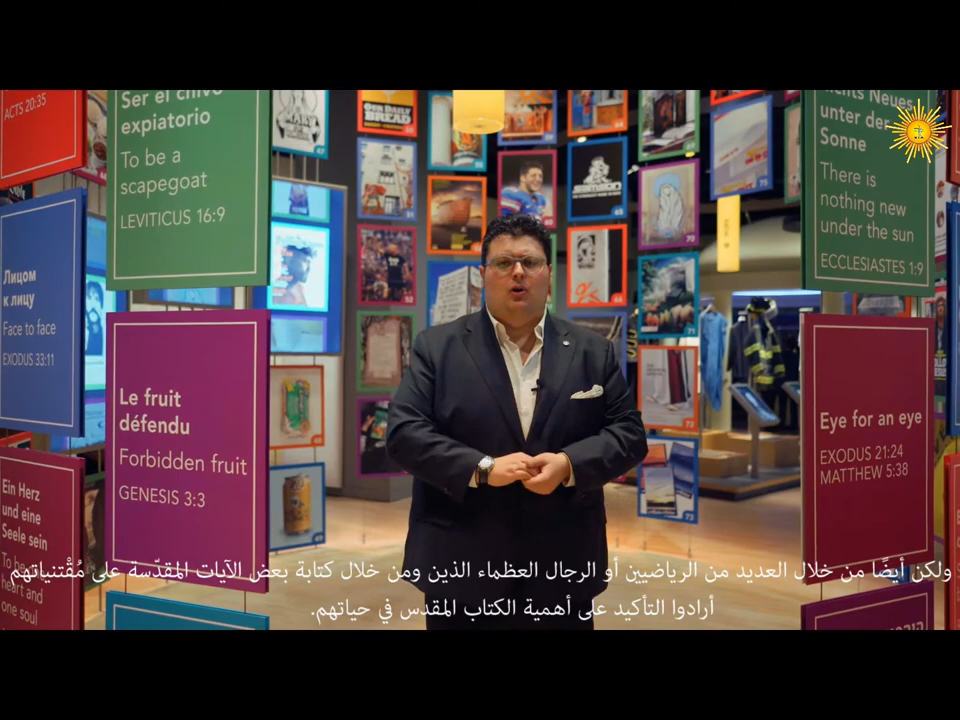 ACTS 20:35
Ser el chivo
expiatorio
To be a
scapegoat
LEVITICUS 16:9
Лицом
к лицу
Face to face
EXODUS 33:11
Le fruit
défendu
Forbidden fruit
GENESIS 3:3
Ein Herz
und eine
Seele sein
heart and
one soul
OUR DAILY
BREAD
MARY
SAMSON
Neues
unter der
Sonne
There is
nothing new
under the sun
ECCLESIASTES 1:9
Eye for an eye
EXODUS 21:24
MATTHEW 5:38
ولكن أيضًا من خلال العديد من الرياضيين أو الرجال العظماء الذين ومن خلال كتابة بعض الآيات المقدّسة على مُقْتنياتهم
أرادوا التأكيد على أهمية الكتاب المقدس في حياتهم.